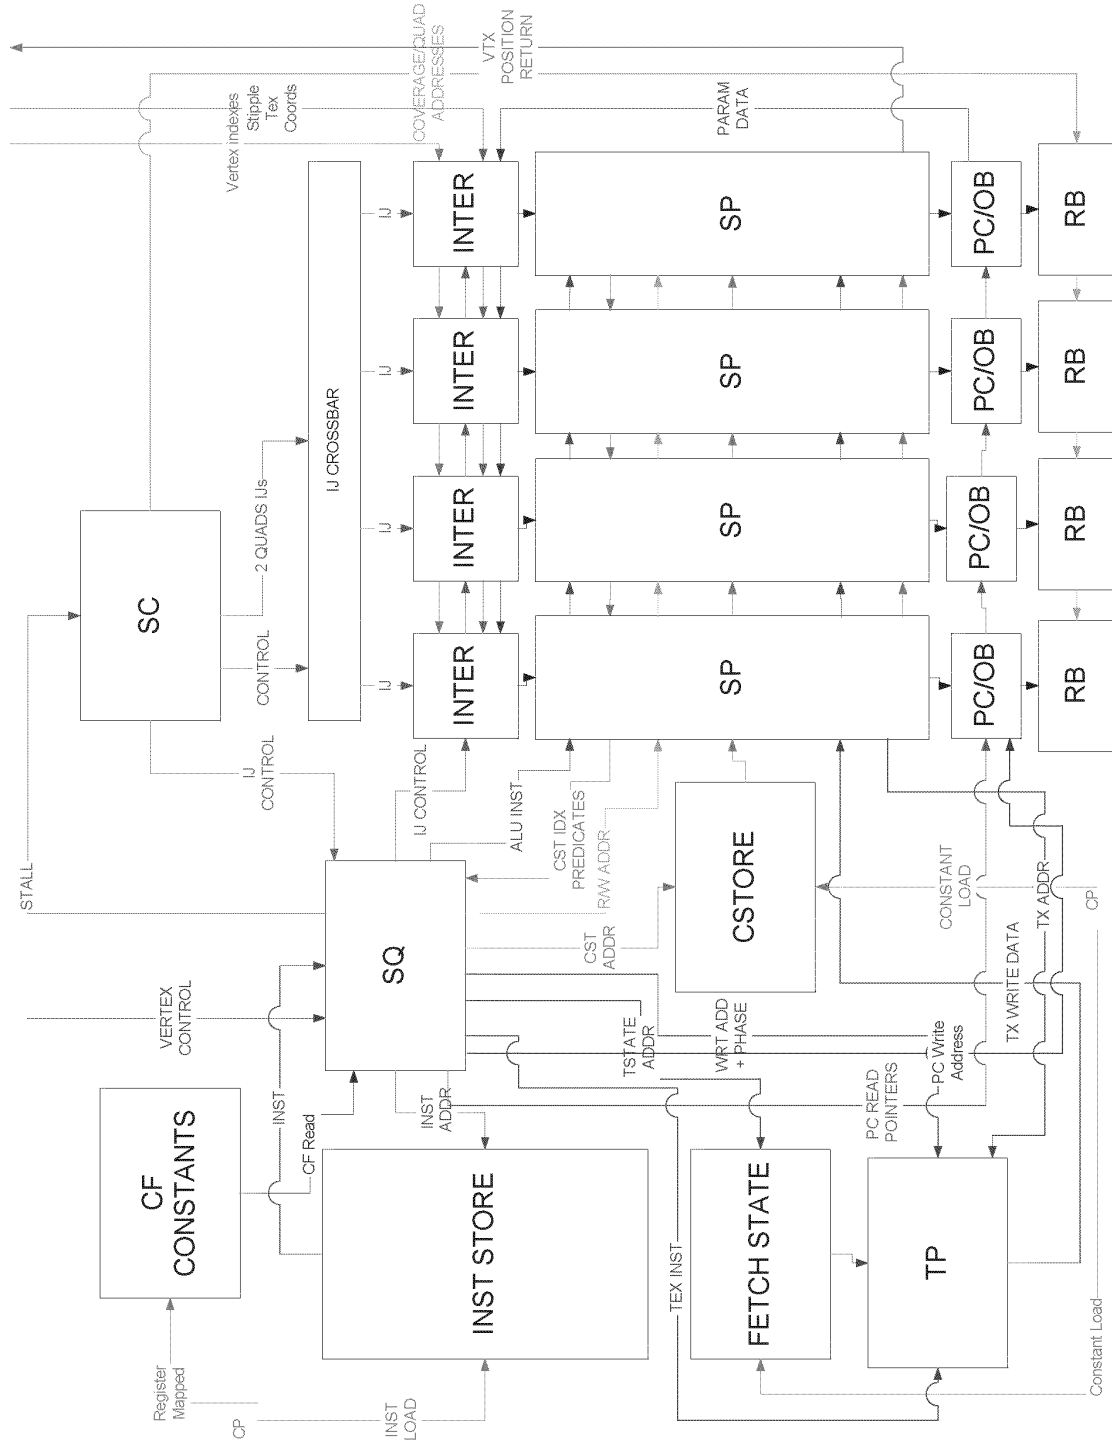 CP
Register
Mapped
CF
CONSTANTS
VERTEX
CONTROL
STALL
SC
INST
LOAD
INST
CF Read
IJ
CONTROL
CONTROL
2 QUADS IJs
Vertex indexes
Stipple
Tex
Coords
INST STORE
INST
ADDR
SQ
IJ CONTROL
IJ CROSSBAR
IJ
IJ
IJ
IJ
COVERAGE/QUAD
ADDRESSES
INTER
INTER
INTER
INTER
VTX
POSITION
RETURN
ALU INST
CST IDX
PREDICATES
R/W ADDR
CST
ADDR
TSTATE
ADDR
TEX INST
WRT ADD
+ PHASE
FETCH STATE
CSTORE
SP
SP
SP
SP
PARAM
DATA
PC READ
POINTERS
PC Write
Address
CONSTANT
LOAD
TP
TX WRITE DATA
TX ADDR
PC/OB
PC/OB
PC/OB
PC/OB
Constant Load
CP
RB
RB
RB
RB